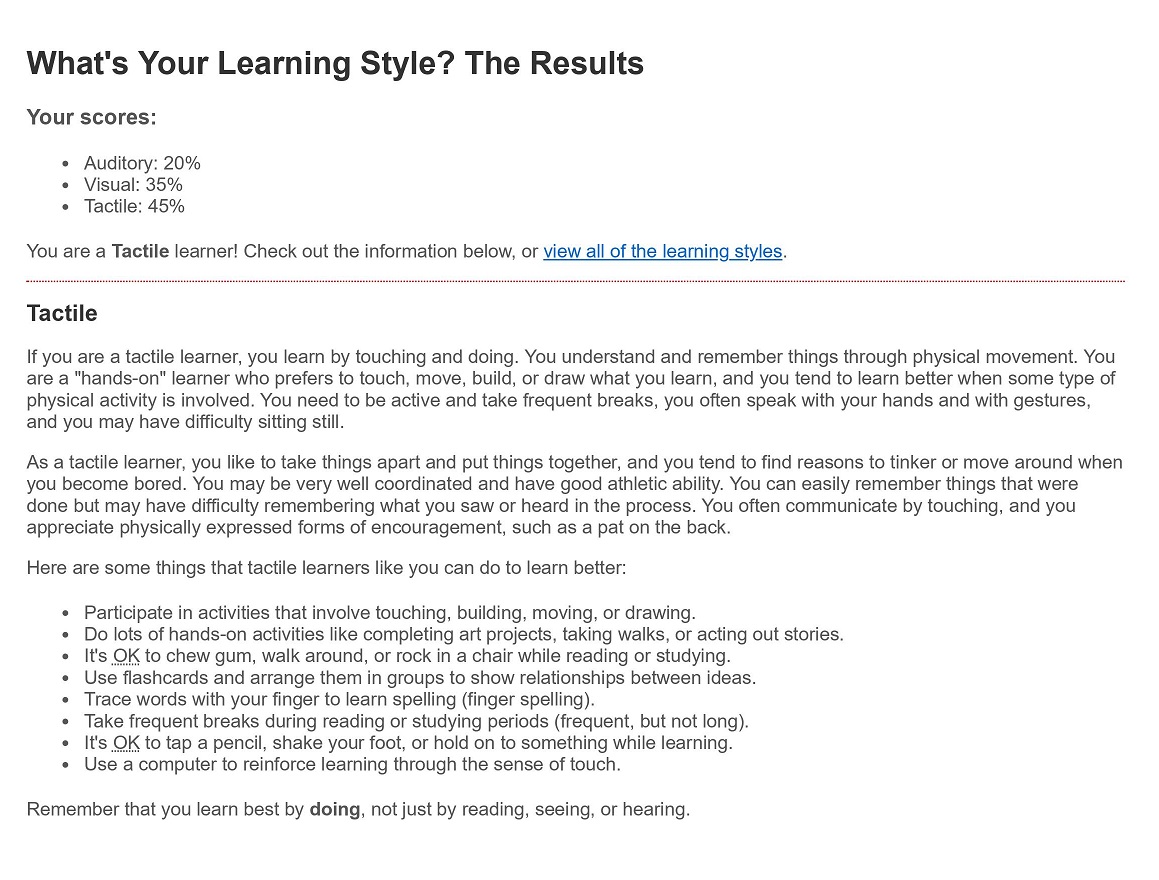 What's Your Learning Style? The Results
Your scores:
• Auditory: 20%
• Visual: 35%
• Tactile: 45%
You are a Tactile learner! Check out the information below, or view all of the learning styles.
Tactile
If you are a tactile learner, you learn by touching and doing. You understand and remember things through physical movement. You
are a "hands-on" learner who prefers to touch, move, build, or draw what you learn, and you tend to learn better when some type of
physical activity is involved. You need to be active and take frequent breaks, you often speak with your hands and with gestures,
and you may have difficulty sitting still.
As a tactile learner, you like to take things apart and put things together, and you tend to find reasons to tinker or move around when
you become bored. You may be very well coordinated and have good athletic ability. You can easily remember things that were
done but may have difficulty remembering what you saw or heard in the process. You often communicate by touching, and you
appreciate physically expressed forms of encouragement, such as a pat on the back.
Here are some things that tactile learners like you can do to learn better:
• Participate in activities that involve touching, building, moving, or drawing.
• Do lots of hands-on activities like completing art projects, taking walks, or acting out stories.
• It's OK to chew gum, walk around, or rock in a chair while reading or studying.
• Use flashcards and arrange them in groups to show relationships between ideas.
• Trace words with your finger to learn spelling (finger spelling).
• Take frequent breaks during reading or studying periods (frequent, but not long).
• It's OK to tap a pencil, shake your foot, or hold on to something while learning.
• Use a computer to reinforce learning through the sense of touch.
Remember that you learn best by doing, not just by reading, seeing, or hearing.